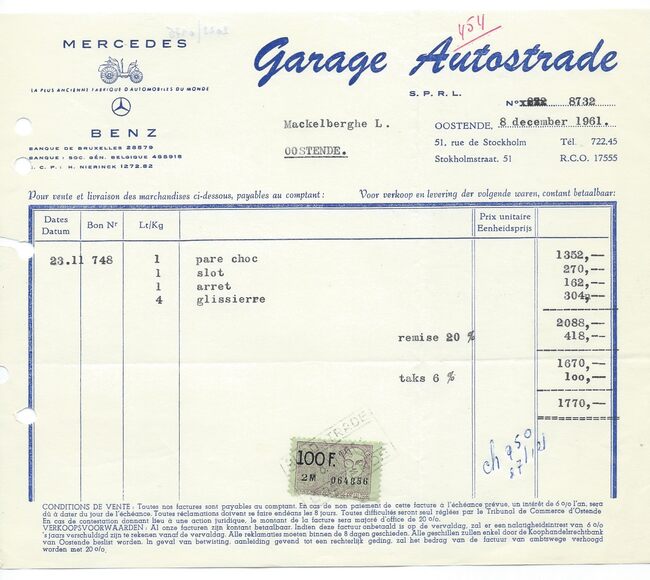 MERCEDES
LA PLUS ANCIENNE FABRIQUE D'AUTOMOBILES DU MONDE
BENZ
BANQUE DE BRUXELLES 28579
BANQUE: SOC. GÉN. BELGIQUE 465916
H. NIERINCK 1272.82
454
Garage Autostrade
S. P. R. L.
N° 8732
Mackelberghe L.
OOSTENDE.
OOSTENDE, 8 december 1961.
51, rue de Stockholm Tél. 722.45
Stokholmstraat. 51 R.C.O. 17555
Pour vente et livraison des marchandises ci-dessous, payables au comptant: Voor verkoop en levering der volgende waren, contant betaalbaar:
Dates Datum Bon Nr Lt/Kg Prix unitaire Eenheidsprijs
23.11 748 1 pare choc 1352,—
1 slot 270,—
1 arret 162,—
4 glissierre 304,—
2088,—
remise 20 % 418,—
1670,—
taks 6 % 100,—
1770,—
100 F.
2 M 064856
CONDITIONS DE VENTE: Toutes nos factures sont payables au comptant. En cas de non paiement de cette facture à l'échéance prévue, un intérêt de 6 o/o l'an. sera
dû à dater du jour de l'échéance. Toutes réclamations doivent se faire endéans les 8 jours. Toutes difficultés seront seul réglées par le Tribunal de Commerce d'Ostende
En cas de contestation donnant lieu à une action juridique, le montant de la facture sera majoré d'office de 20 o/o.
VERKOOPSVOORWAARDEN: Al onze facturen zijn kontant betaalbaar. Indien deze factuur onbetaald is op de vervaldag, zal er een nalatigheidsintrest van 6 o/o
's jaars verschuldigd zijn te rekenen vanaf de vervaldag. Alle reklamaties moeten binnen de 8 dagen geschieden. Alle geschillen zullen enkel door de Koophandelsrechtbank
van Oostende beslist worden. In geval van betwisting, aanleiding gevend tot een rechterlijk geding, zal het bedrag van de factuur van ambtswege verhoogd
worden met 20 o/o.